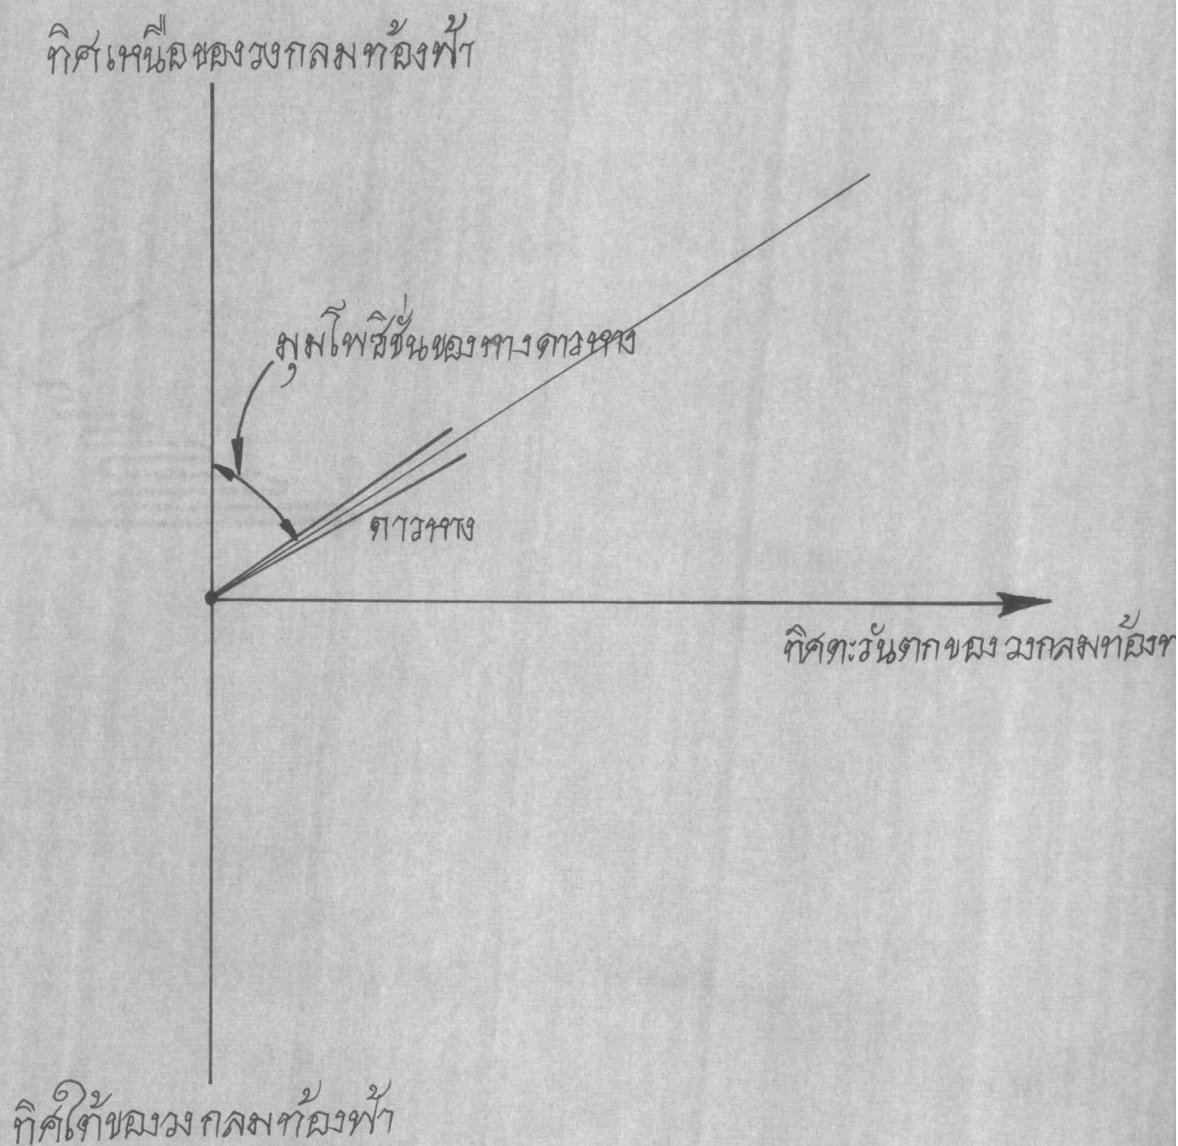 ทิศเหนือของวงกลมท้องฟ้า
มุมโพซิชั่นของทางดาวหาง
ดาวหาง
ทิศตะวันตกของวงกลมท้อง
ทิศใต้ของวงกลมท้องฟ้า